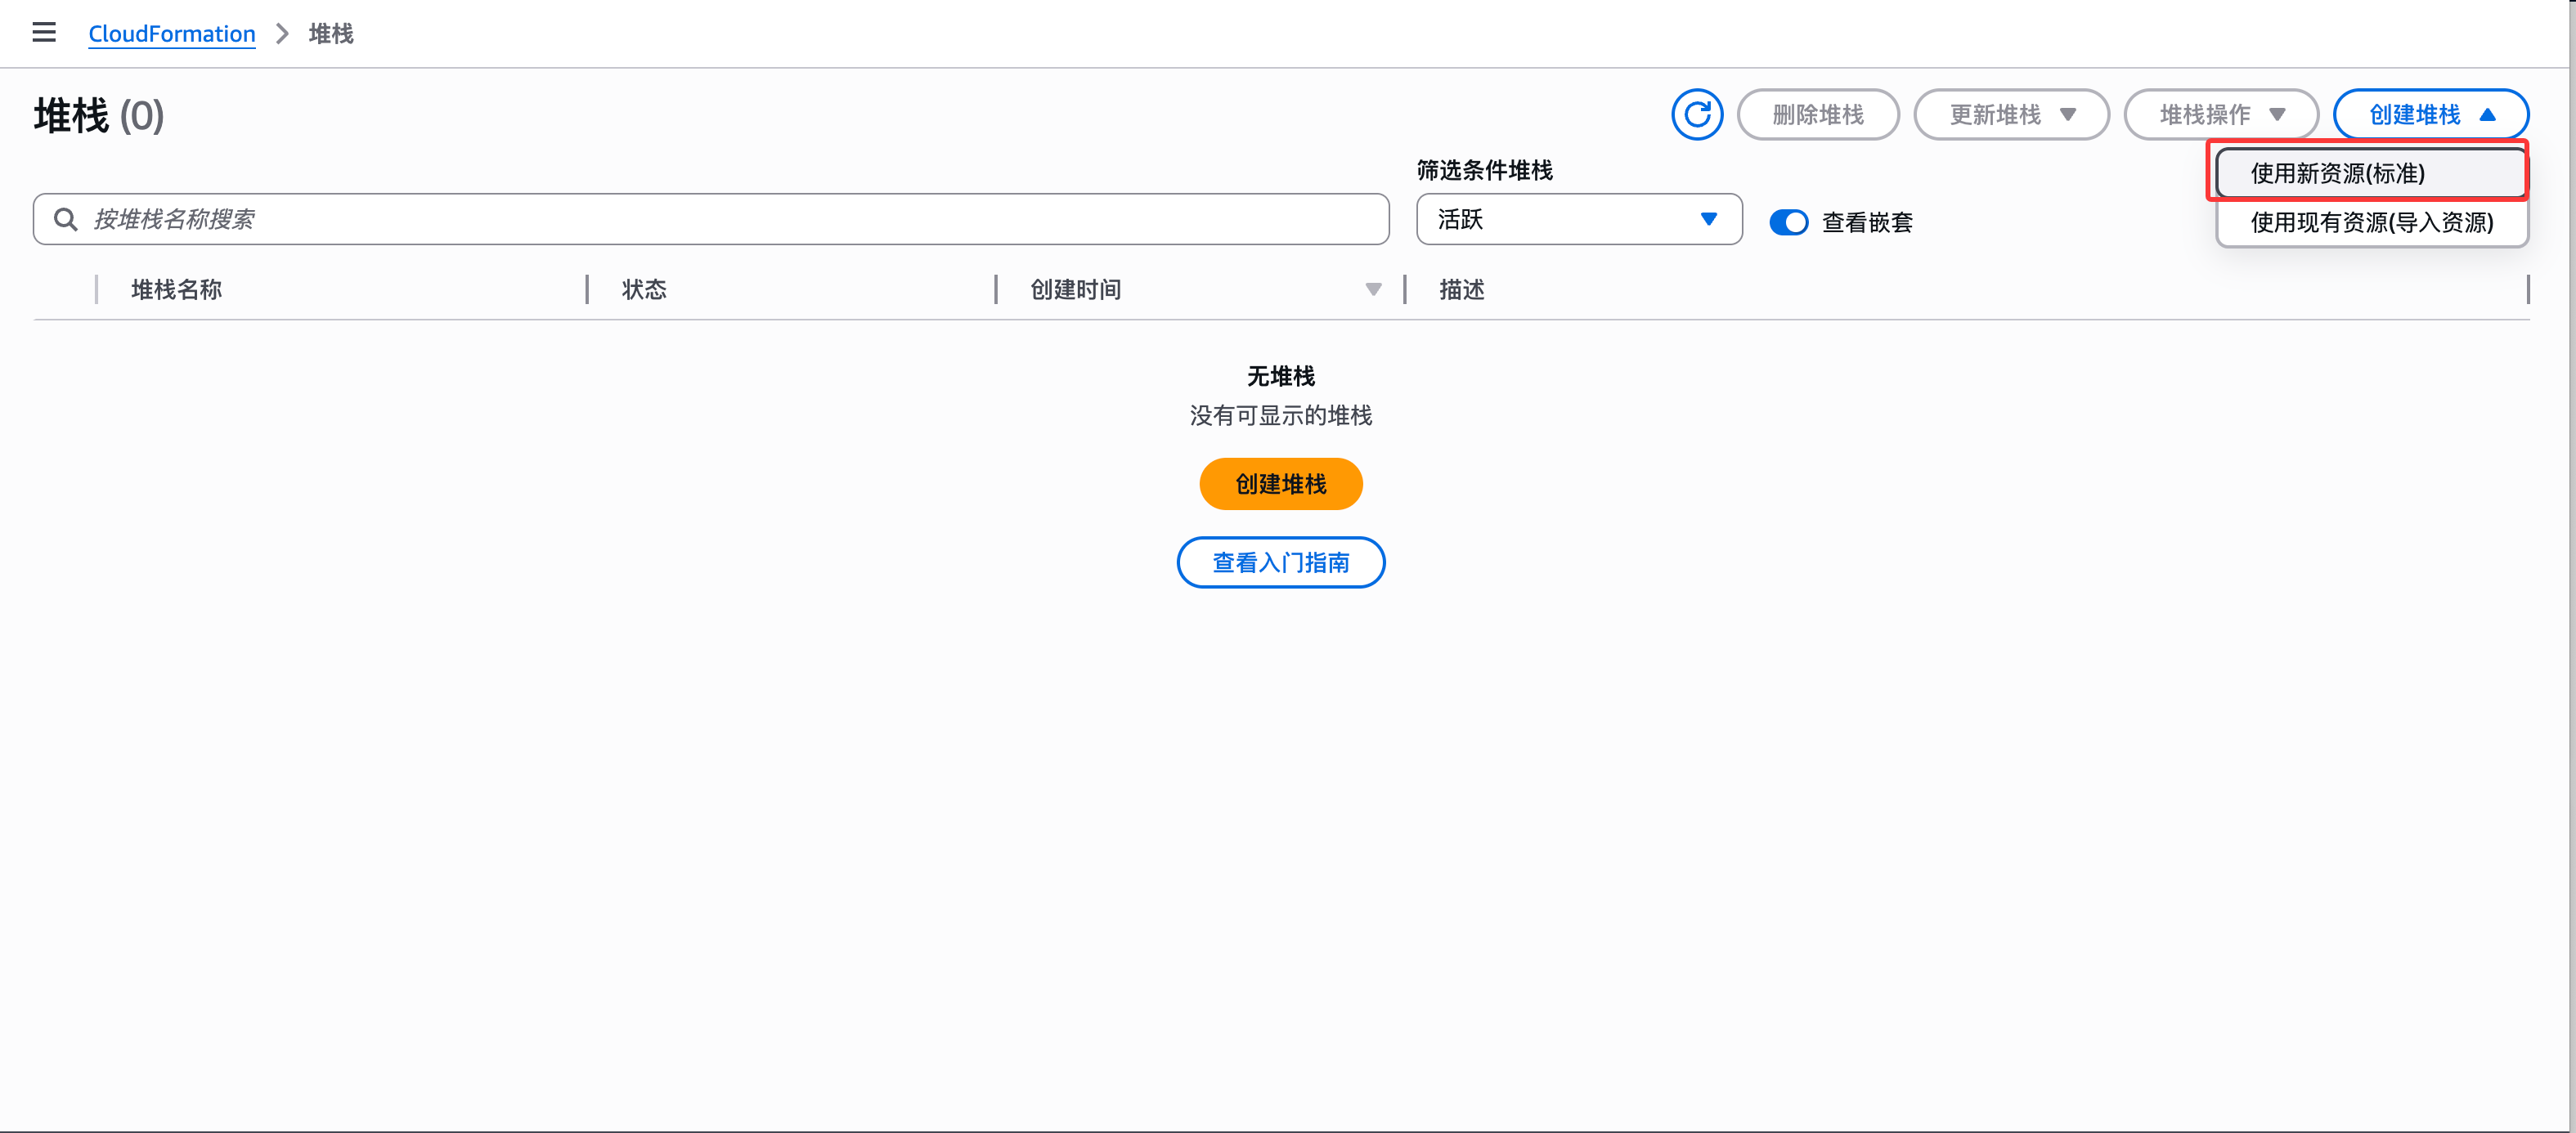 CloudFormation
堆栈
堆栈 (0)
删除堆栈
更新堆栈
堆栈操作
创建堆栈
使用新资源(标准)
使用现有资源(导入资源)
筛选条件堆栈
按堆栈名称搜索
活跃
查看嵌套
堆栈名称
状态
创建时间
描述
无堆栈
没有可显示的堆栈
创建堆栈
查看入门指南